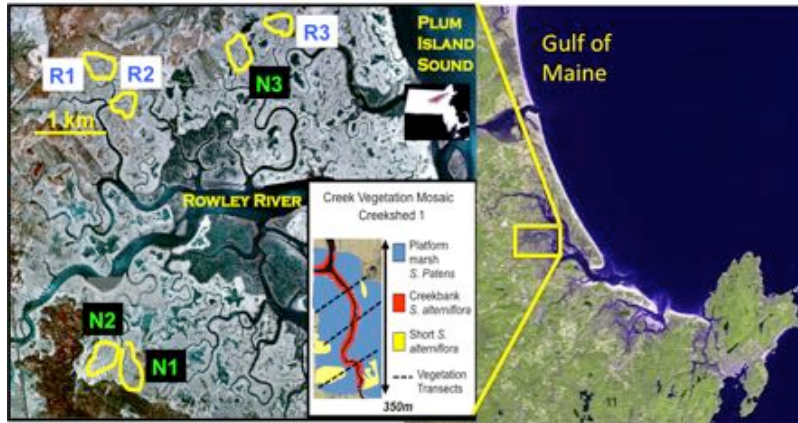 R1
R2
R3
N3
PLUM
ISLAND
SOUND
1 km
ROWLEY RIVER
N2
N1
Creek Vegetation Mosaic
Creekshed 1
Platform
marsh
S. Patens
Creekbank
S. alterniflora
Short S.
alterniflora
Vegetation
Transects
350m
Gulf of
Maine